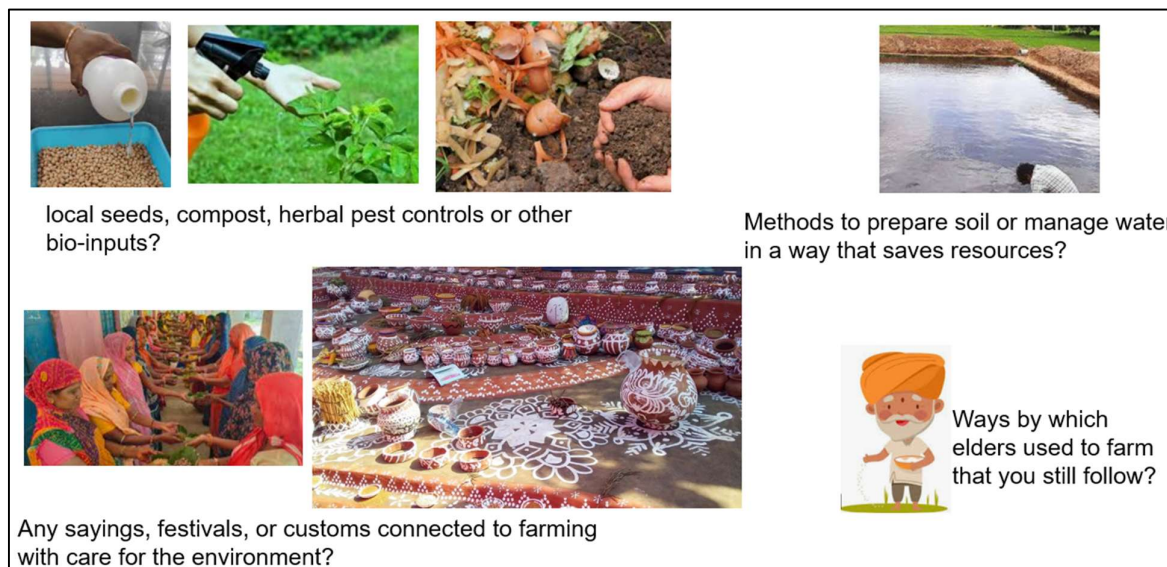 local seeds, compost, herbal pest controls or other
bio-inputs?
Methods to prepare soil or manage water
in a way that saves resources?
Ways by which
elders used to farm
that you still follow?
Any sayings, festivals, or customs connected to farming
with care for the environment?